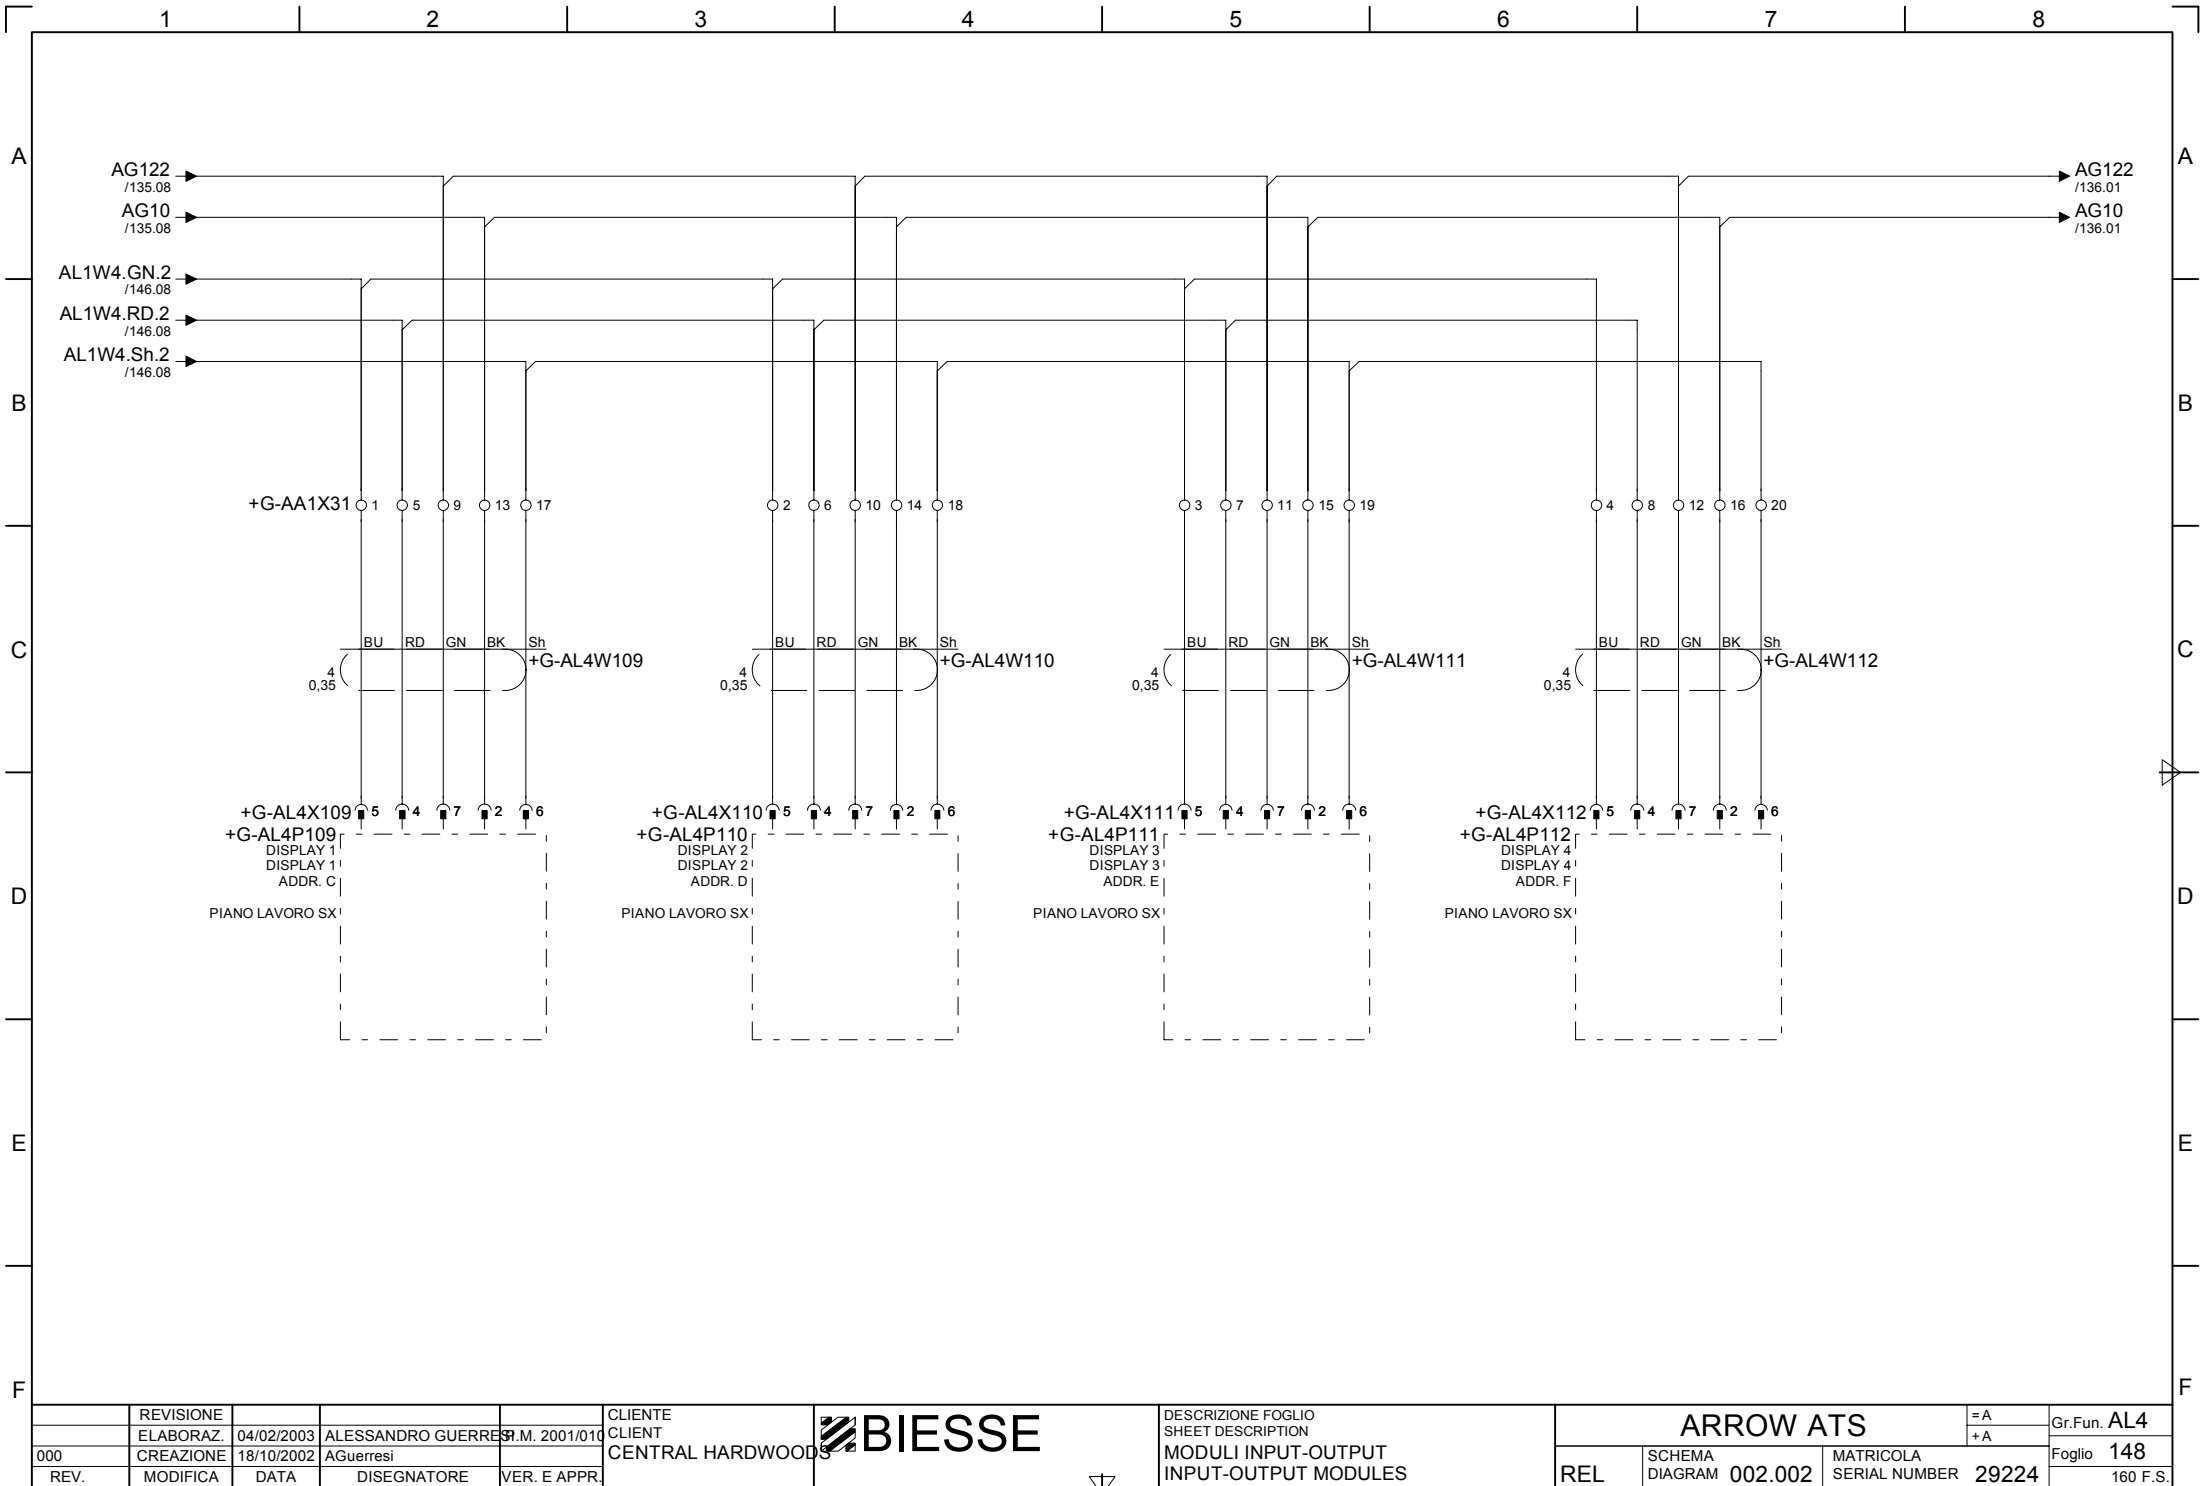 1 2 3 4 5 6 7 8
A A
AG122 AG122
/135.08 /136.01
AG10 AG10
/135.08 /136.01
AL1W4.GN.2
/146.08
AL1W4.RD.2
/146.08
AL1W4.Sh.2
/146.08
B B
+G-AA1X31 1 5 9 13 17 2 6 10 14 18 3 7 11 15 19 4 8 12 16 20
BU RD GN BK Sh BU RD GN BK Sh BU RD GN BK Sh BU RD GN BK Sh
C +G-AL4W109 +G-AL4W110 +G-AL4W111 +G-AL4W112 C
4 4 4 4
0,35 0,35 0,35 0,35
+G-AL4X109 5 4 7 2 6 +G-AL4X110 5 4 7 2 6 +G-AL4X111 5 4 7 2 6 +G-AL4X112 5 4 7 2 6
+G-AL4P109 +G-AL4P110 +G-AL4P111 +G-AL4P112
DISPLAY 1 DISPLAY 2 DISPLAY 3 DISPLAY 4
DISPLAY 1 DISPLAY 2 DISPLAY 3 DISPLAY 4
ADDR. C ADDR. D ADDR. E ADDR. F
D D
PIANO LAVORO SX PIANO LAVORO SX PIANO LAVORO SX PIANO LAVORO SX
E E
F F
REVISIONE
ELABORAZ. 04/02/2003 ALESSANDRO GUERRESI P.M. 2001/010
000 CREAZIONE 18/10/2002 AGuerresi
REV. MODIFICA DATA DISEGNATORE VER. E APPR.
CLIENTE
CLIENT
CENTRAL HARDWOODS
BIESSE
DESCRIZIONE FOGLIO
SHEET DESCRIPTION
MODULI INPUT-OUTPUT
INPUT-OUTPUT MODULES
ARROW ATS
= A
+ A
Gr.Fun. AL4
REL
SCHEMA
DIAGRAM 002.002
MATRICOLA
SERIAL NUMBER 29224
Foglio 148
160 F.S.